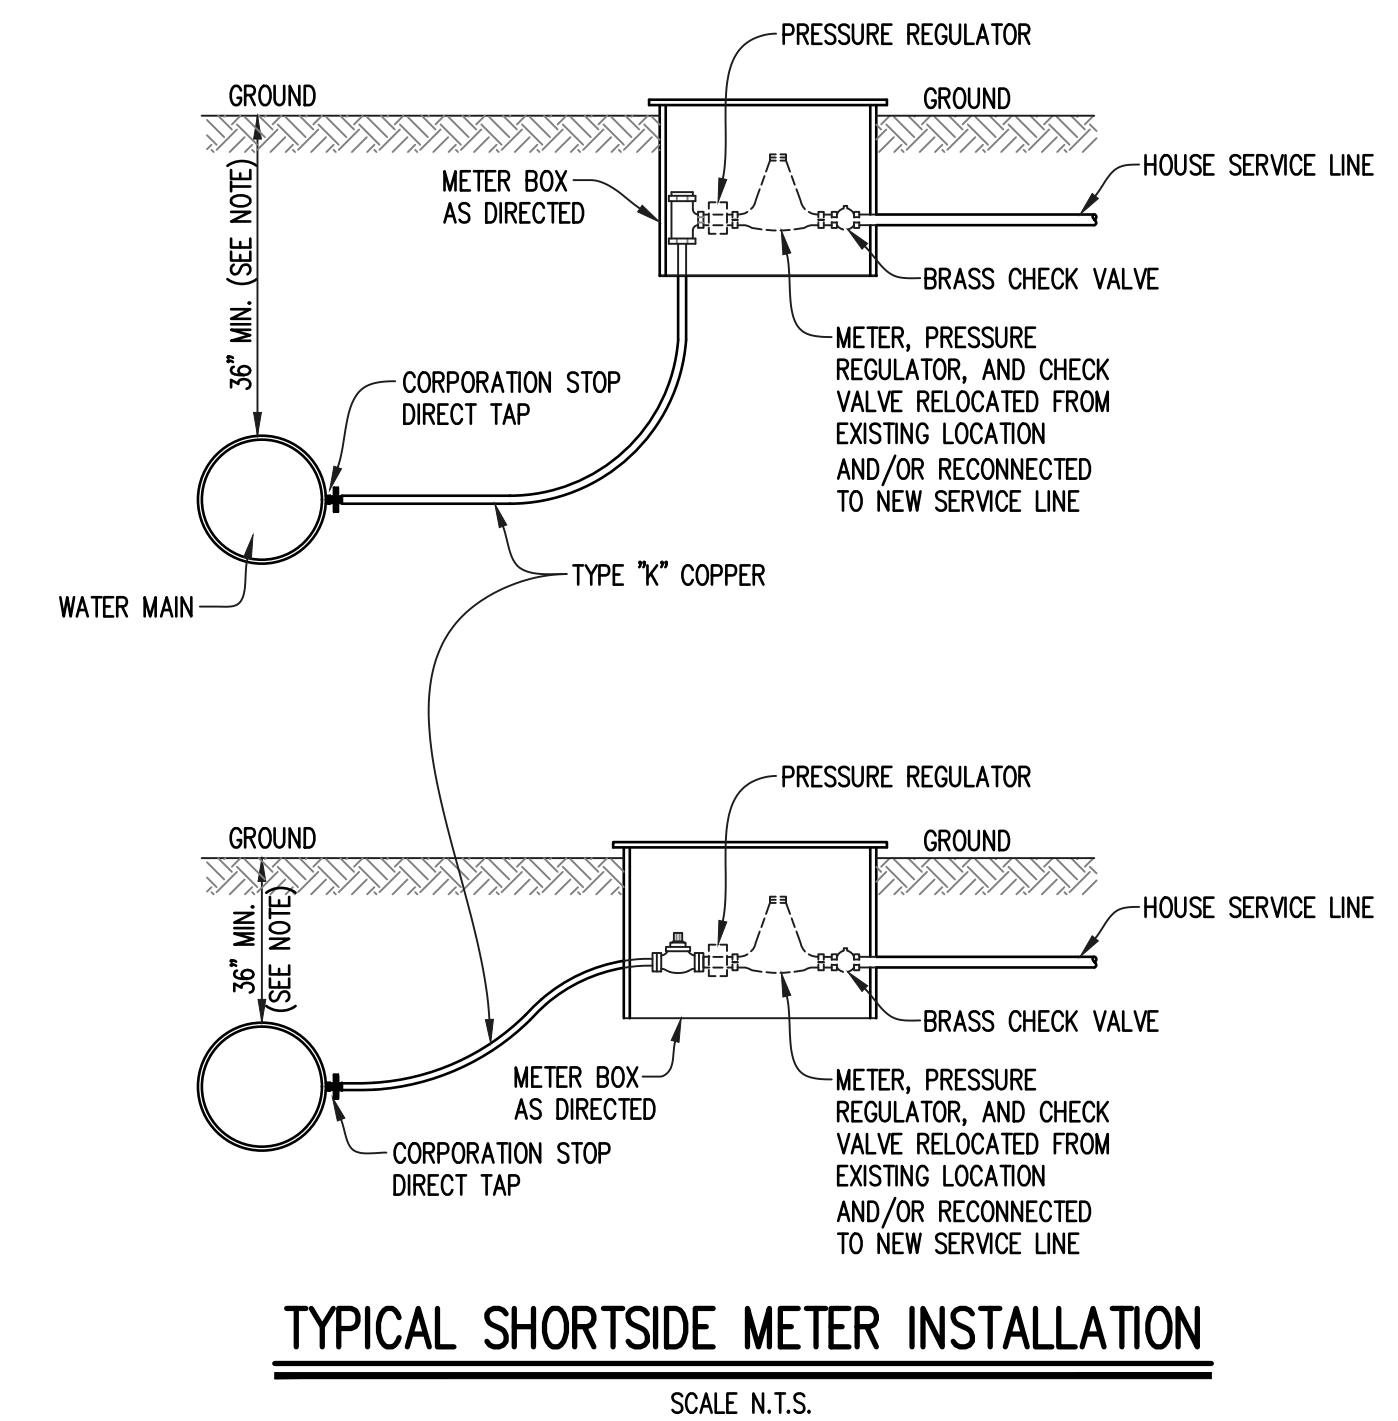 PRESSURE REGULATOR
GROUND
GROUND
HOUSE SERVICE LINE
METER BOX
AS DIRECTED
36" MIN. (SEE NOTE)
BRASS CHECK VALVE
METER, PRESSURE
REGULATOR, AND CHECK
VALVE RELOCATED FROM
EXISTING LOCATION
AND/OR RECONNECTED
TO NEW SERVICE LINE
CORPORATION STOP
DIRECT TAP
TYPE "K" COPPER
WATER MAIN
PRESSURE REGULATOR
GROUND
GROUND
HOUSE SERVICE LINE
36" MIN.
(SEE NOTE)
BRASS CHECK VALVE
METER BOX
AS DIRECTED
METER, PRESSURE
REGULATOR, AND CHECK
VALVE RELOCATED FROM
EXISTING LOCATION
AND/OR RECONNECTED
TO NEW SERVICE LINE
CORPORATION STOP
DIRECT TAP
TYPICAL SHORTSIDE METER INSTALLATION
SCALE N.T.S.